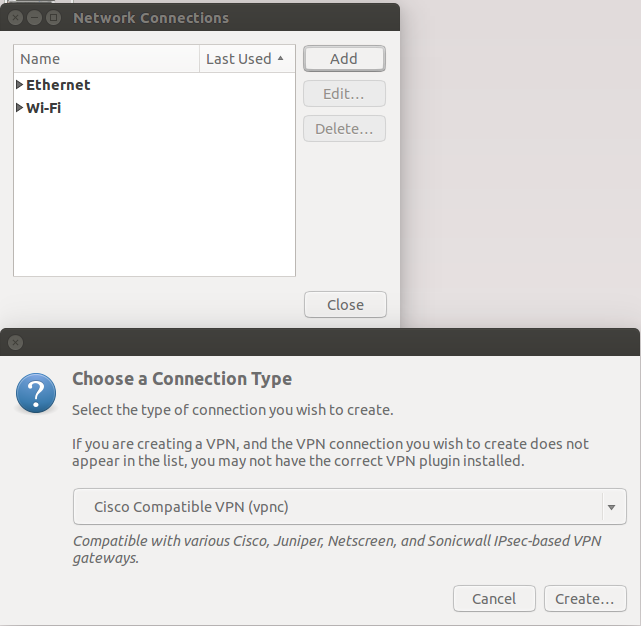 Network Connections
Name Last Used Add
Ethernet
Wi-Fi
Edit...
Delete...
Close
Choose a Connection Type
Select the type of connection you wish to create.
If you are creating a VPN, and the VPN connection you wish to create does not
appear in the list, you may not have the correct VPN plugin installed.
Cisco Compatible VPN (vpnc)
Compatible with various Cisco, Juniper, Netscreen, and Sonicwall IPsec-based VPN
gateways.
Cancel Create...